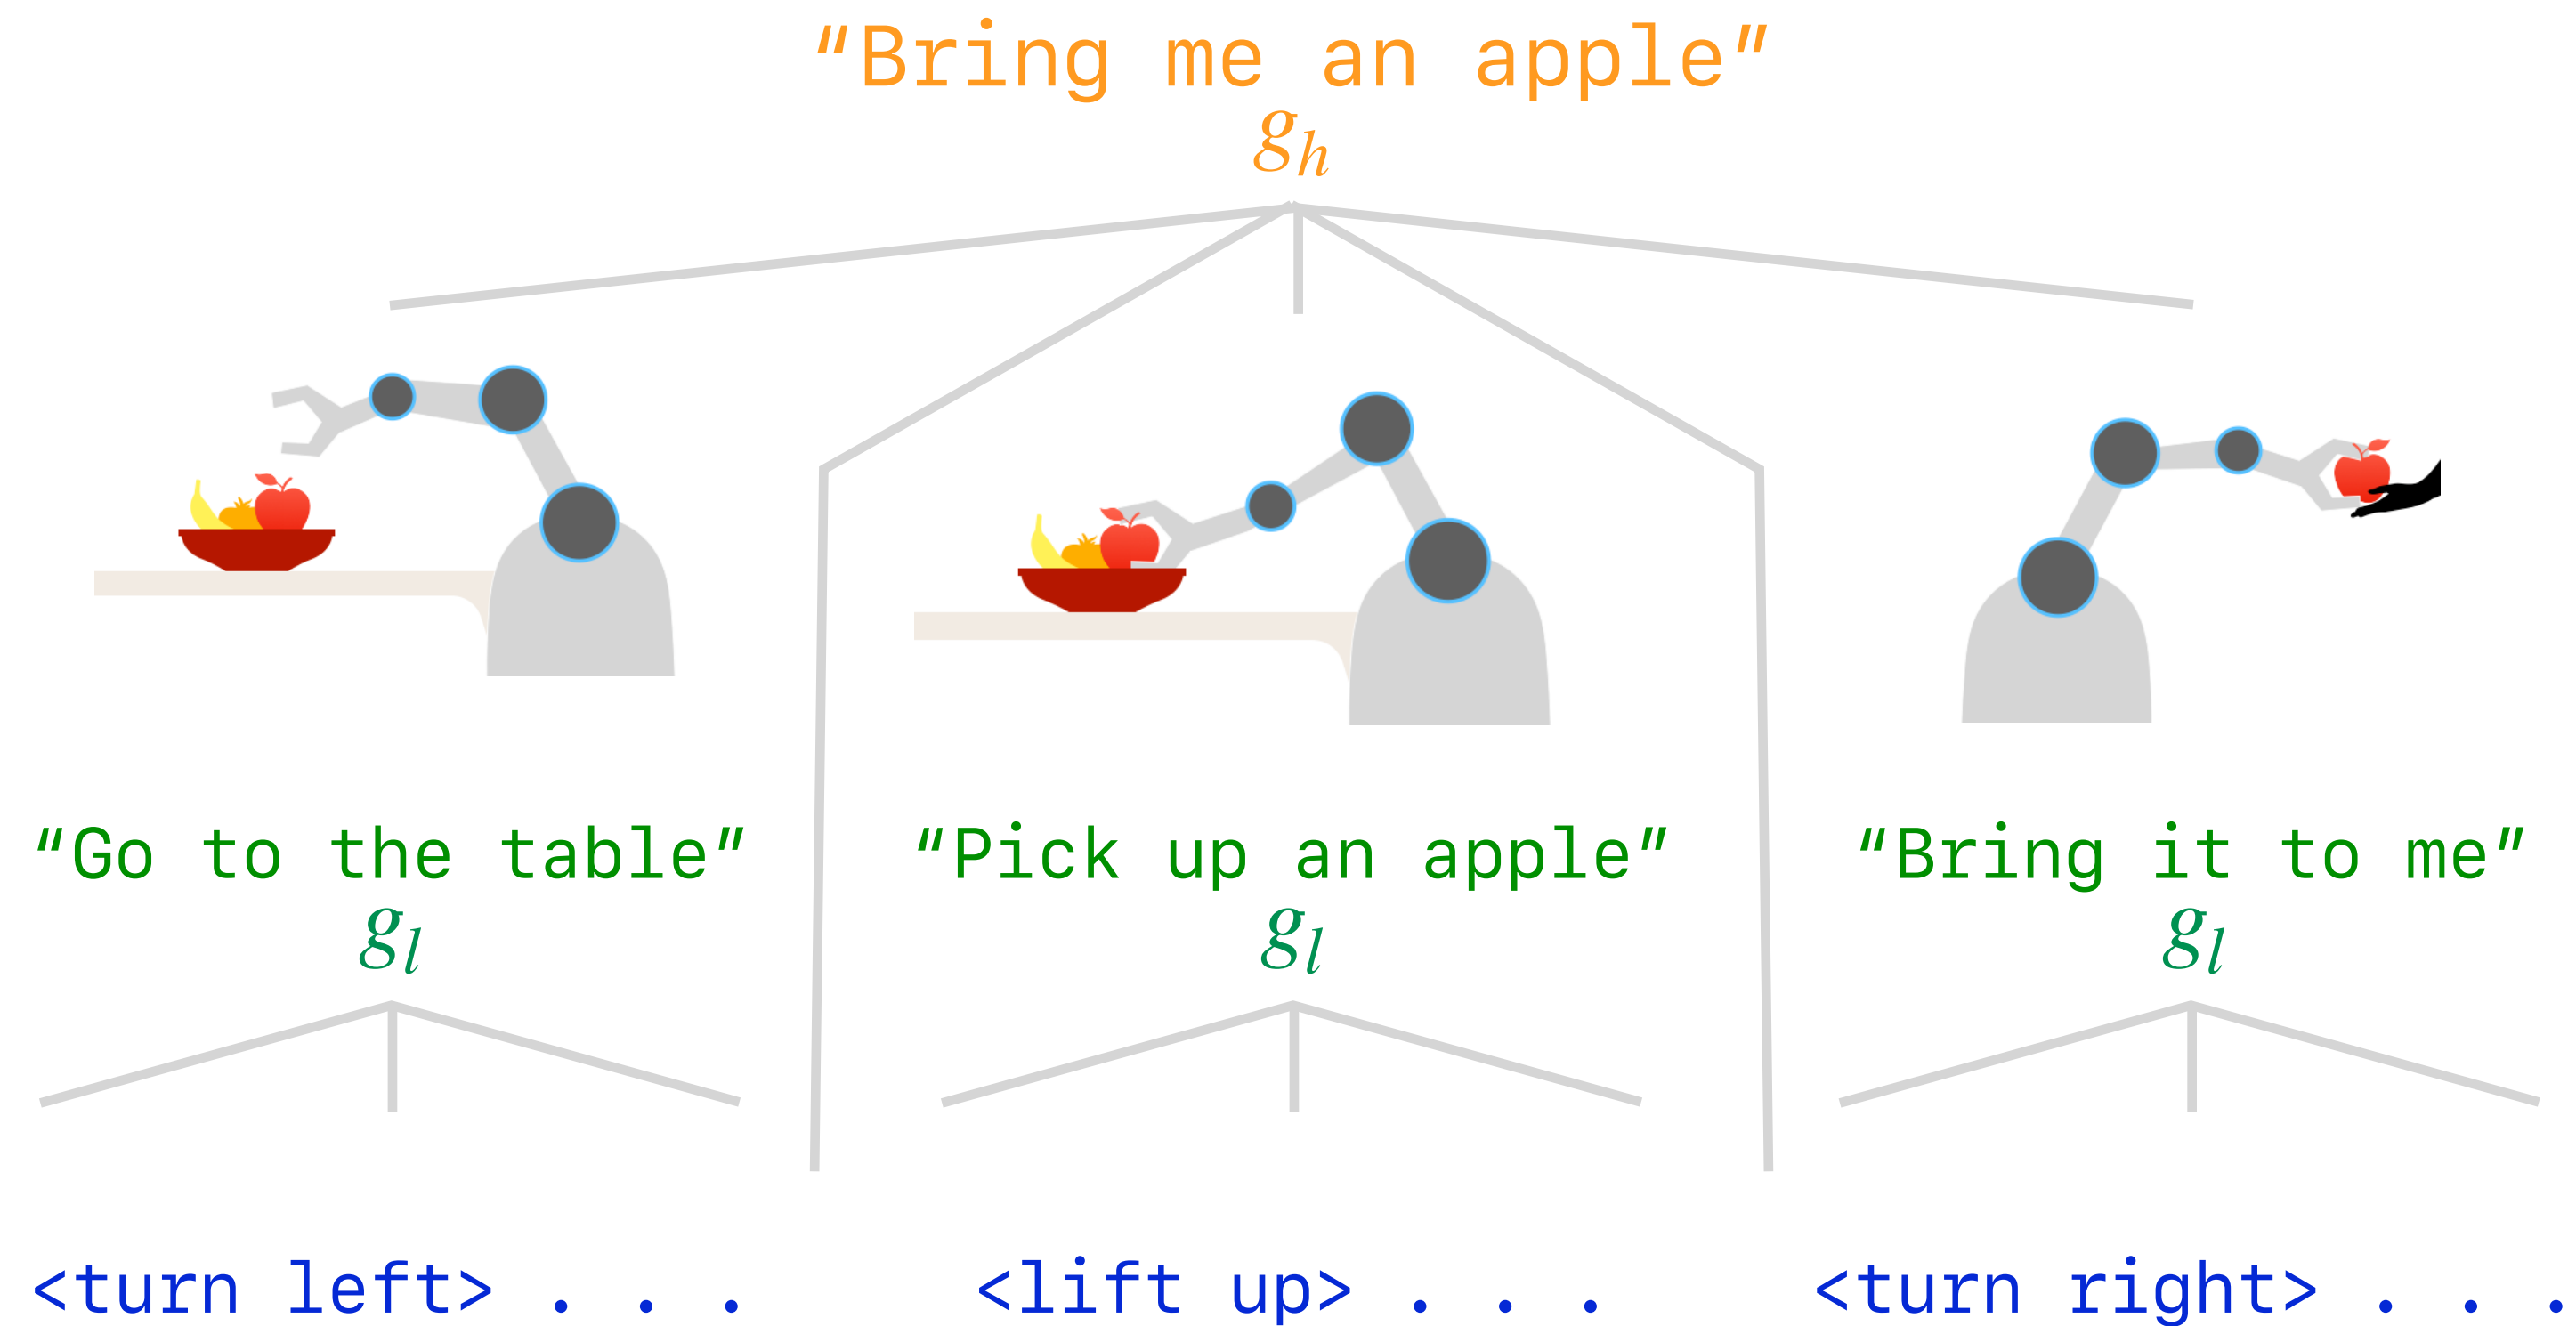 “Bring me an apple”
g_h
“Go to the table” “Pick up an apple” “Bring it to me”
g_l g_l g_l
<turn left> . . . <lift up> . . . <turn right> . . .